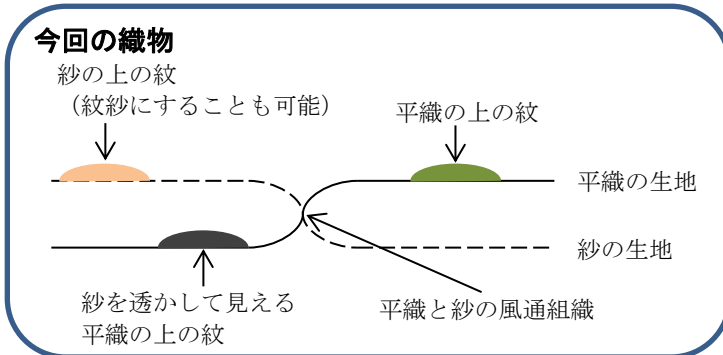 今回の織物
紗の上の紋
（紋紗にすることも可能）
平織の上の紋
平織の生地
紗の生地
紗を透かして見える
平織の上の紋
平織と紗の風通組織